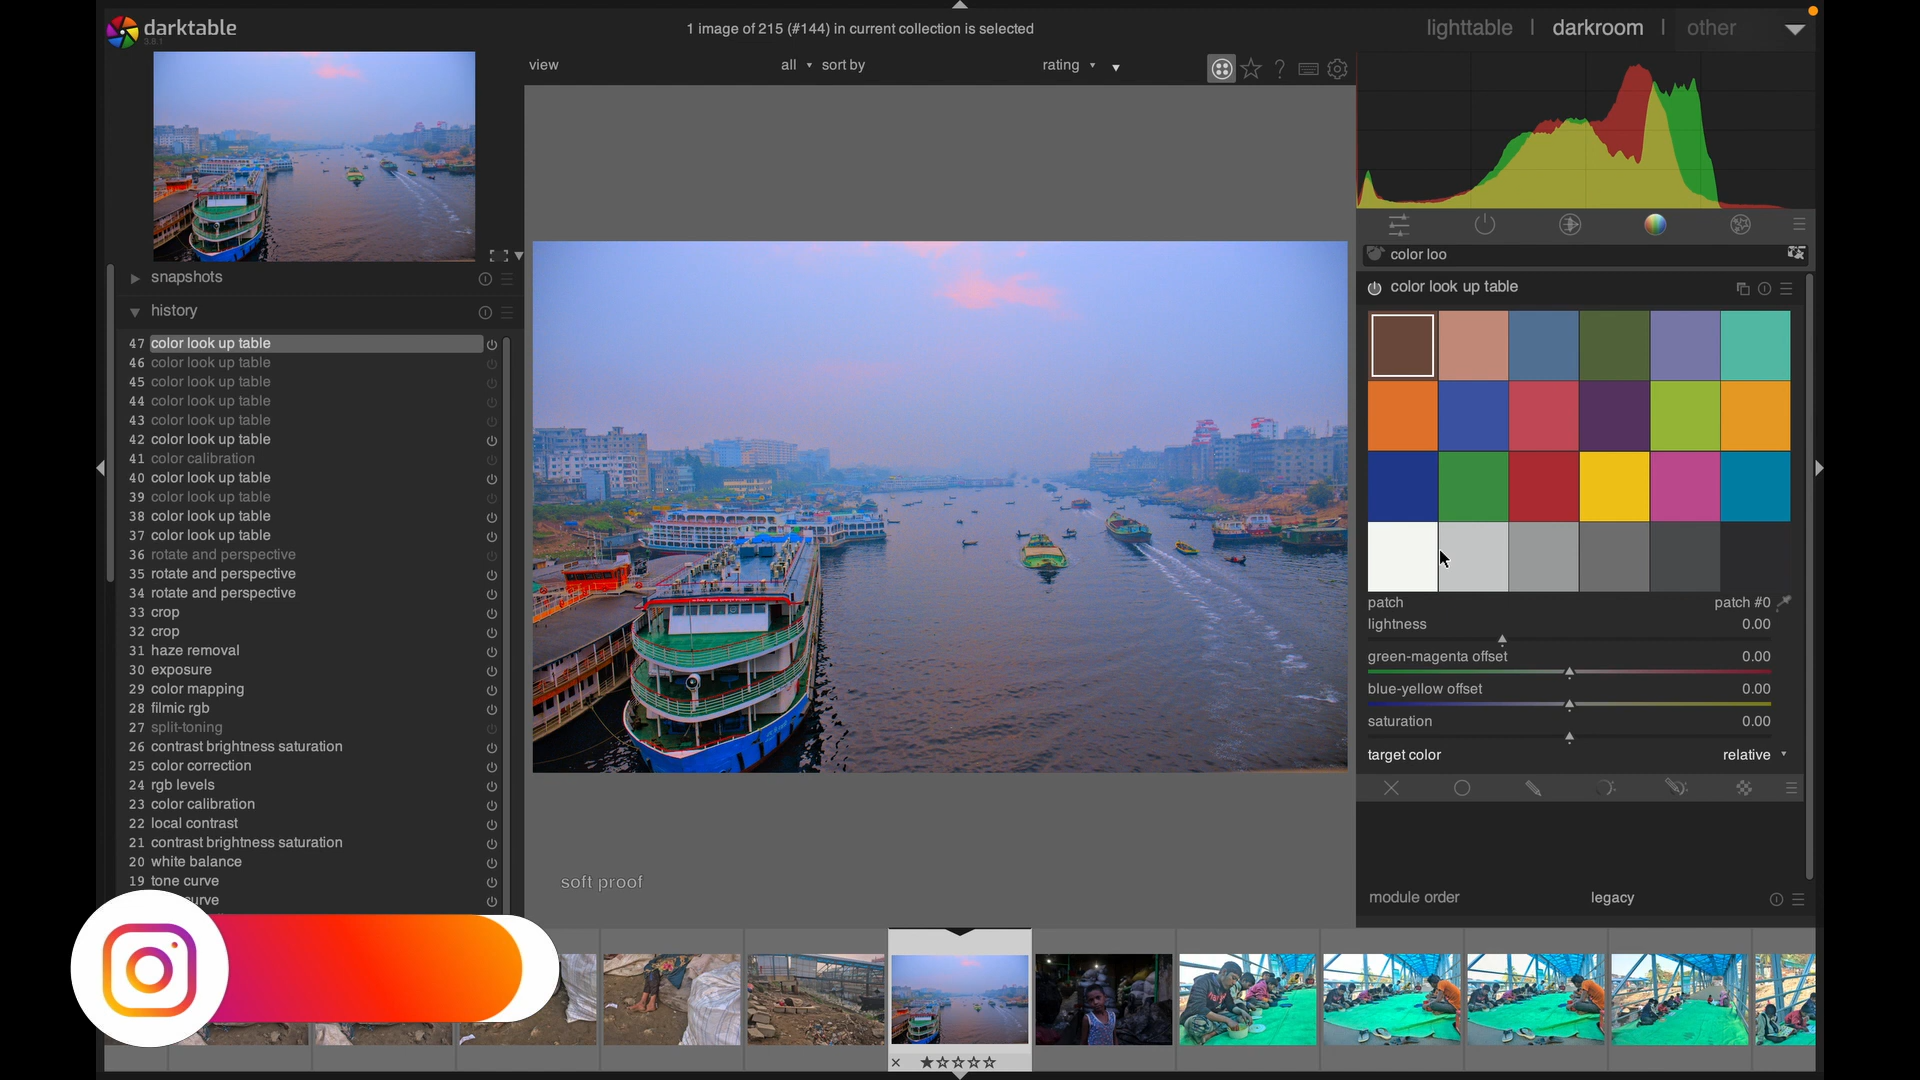 darktable
3.8.1
1 image of 215 (#144) in current collection is selected
lighttable | darkroom | other
view all sort by rating
color loo
snapshots
history
47 color look up table
46 color look up table
45 color look up table
44 color look up table
43 color look up table
42 color look up table
41 color calibration
40 color look up table
39 color look up table
38 color look up table
37 color look up table
36 rotate and perspective
35 rotate and perspective
34 rotate and perspective
33 crop
32 crop
31 haze removal
30 exposure
29 color mapping
28 filmic rgb
27 split-toning
26 contrast brightness saturation
25 color correction
24 rgb levels
23 color calibration
22 local contrast
21 contrast brightness saturation
20 white balance
19 tone curve
urve
soft proof
color look up table
patch patch #0
lightness 0.00
green-magenta offset 0.00
blue-yellow offset 0.00
saturation 0.00
target color relative
module order legacy